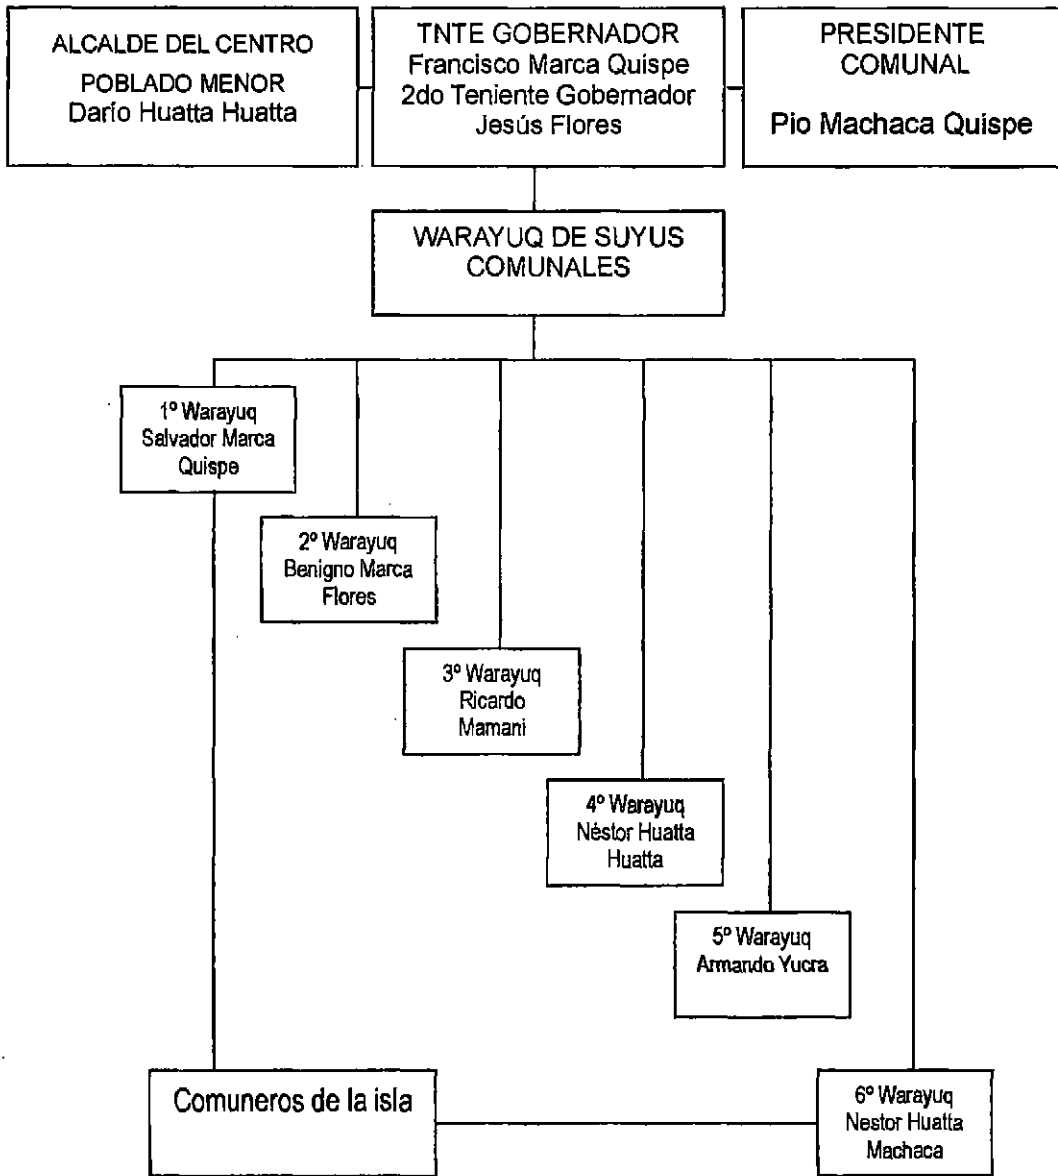 ALCALDE DEL CENTRO
POBLADO MENOR
Darío Huatta Huatta
TNTE GOBERNADOR
Francisco Marca Quispe
2do Teniente Gobernador
Jesús Flores
PRESIDENTE
COMUNAL
Pio Machaca Quispe
WARAYUQ DE SUYUS
COMUNALES
1º Warayuq
Salvador Marca
Quispe
2º Warayuq
Benigno Marca
Flores
3º Warayuq
Ricardo
Mamani
4º Warayuq
Néstor Huatta
Huatta
5º Warayuq
Armando Yucra
Comuneros de la isla
6º Warayuq
Nestor Huatta
Machaca